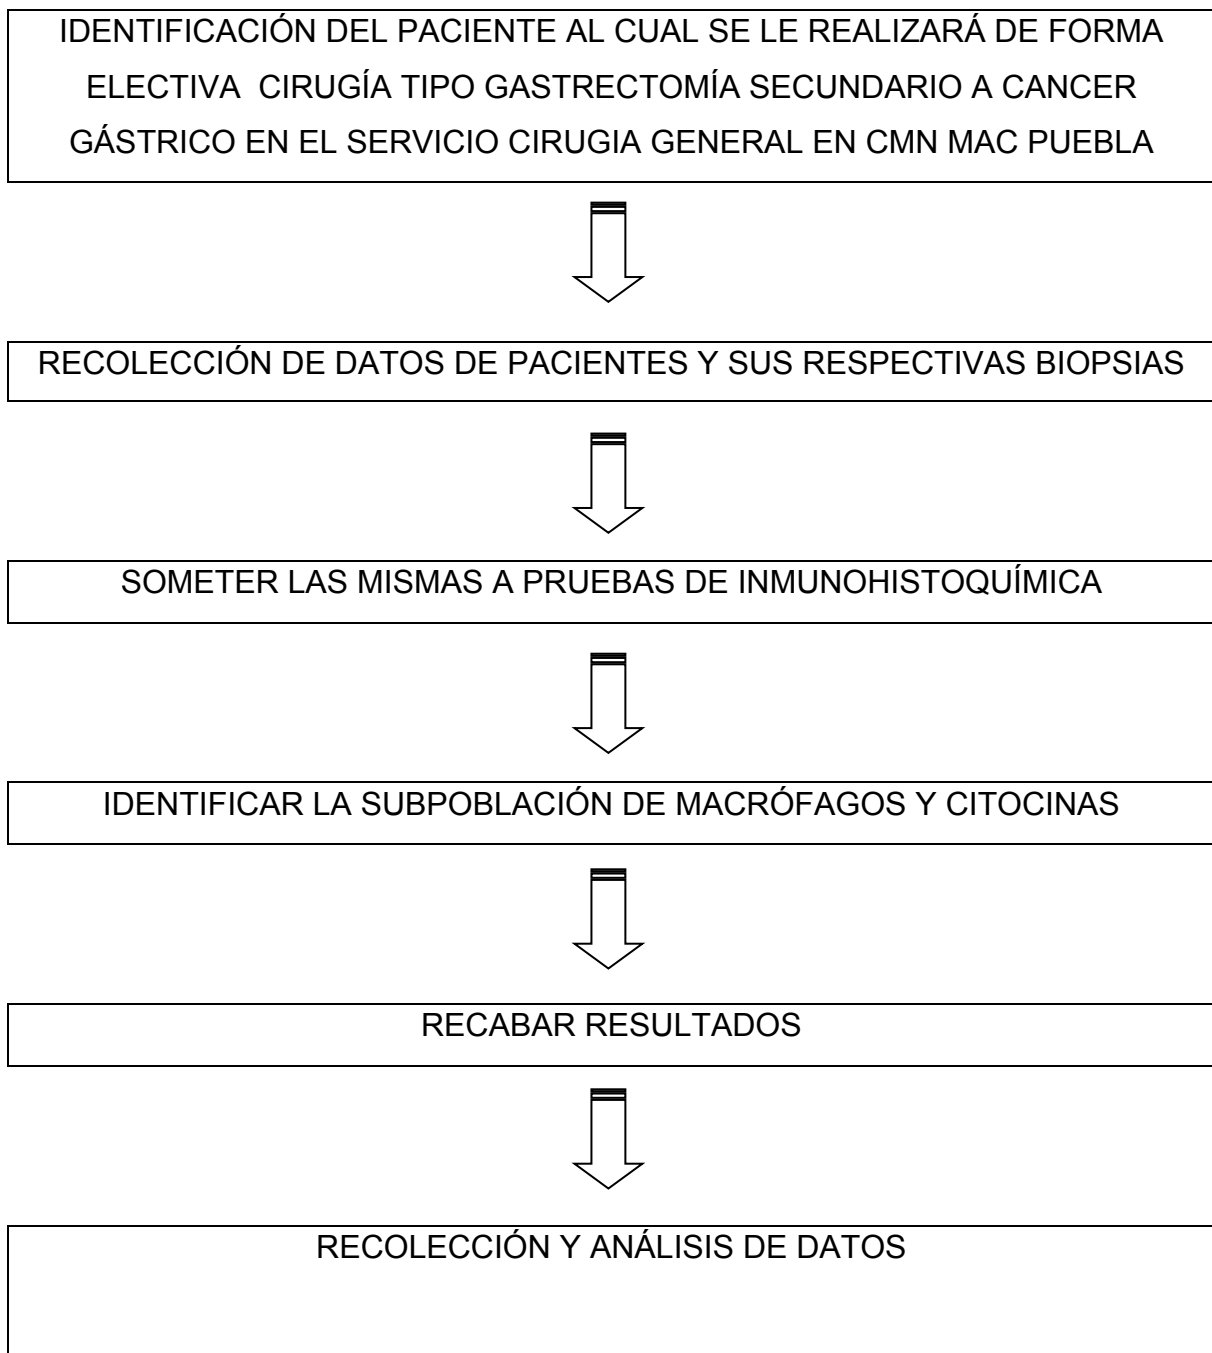 IDENTIFICACIÓN DEL PACIENTE AL CUAL SE LE REALIZARÁ DE FORMA
ELECTIVA CIRUGÍA TIPO GASTRECTOMÍA SECUNDARIO A CANCER
GÁSTRICO EN EL SERVICIO CIRUGIA GENERAL EN CMN MAC PUEBLA
RECOLECCIÓN DE DATOS DE PACIENTES Y SUS RESPECTIVAS BIOPSIAS
SOMETER LAS MISMAS A PRUEBAS DE INMUNOHISTOQUÍMICA
IDENTIFICAR LA SUBPOBLACIÓN DE MACRÓFAGOS Y CITOCINAS
RECABAR RESULTADOS
RECOLECCIÓN Y ANÁLISIS DE DATOS